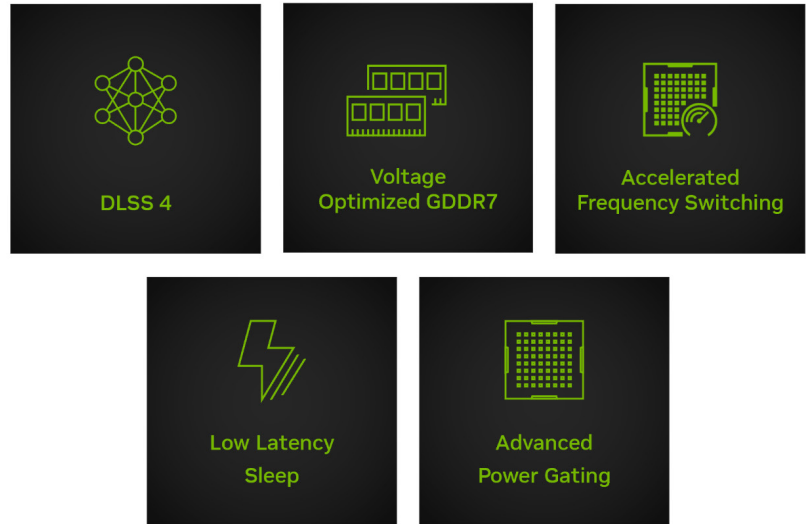 DLSS 4
Voltage
Optimized GDDR7
Accelerated
Frequency Switching
Low Latency
Sleep
Advanced
Power Gating